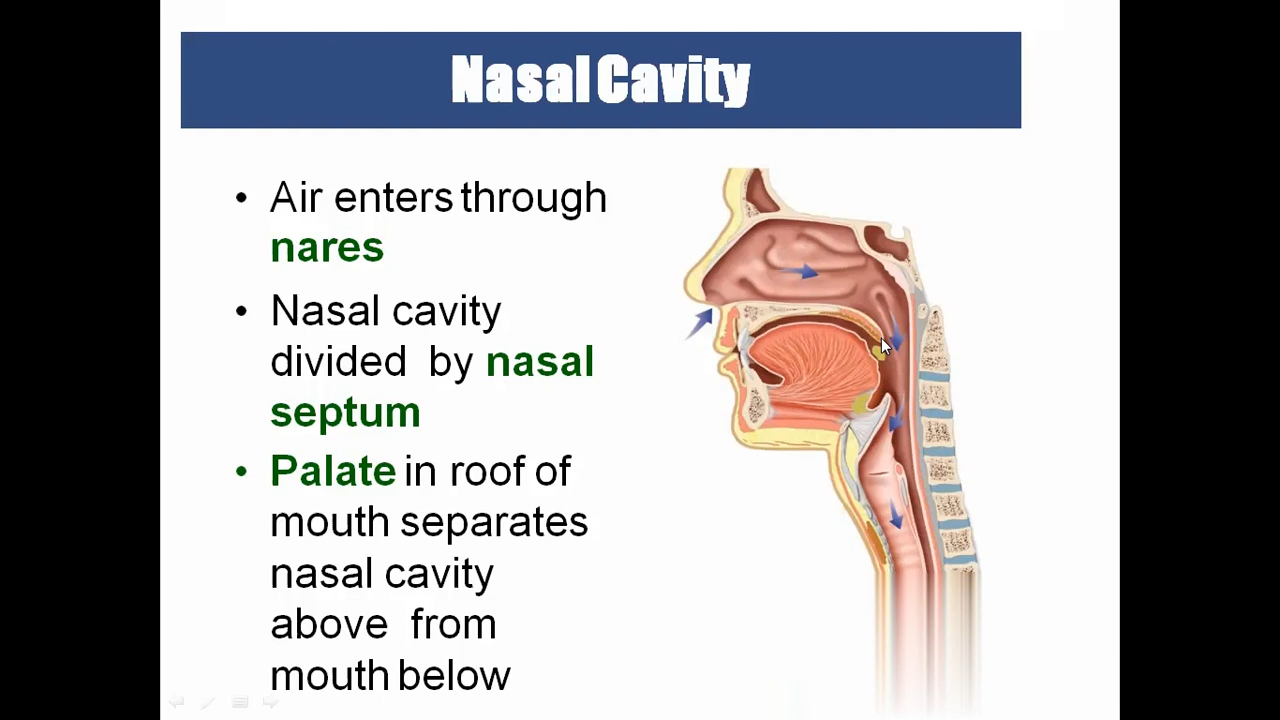 Nasal Cavity
• Air enters through
nares
• Nasal cavity
divided by nasal
septum
• Palate in roof of
mouth separates
nasal cavity
above from
mouth below